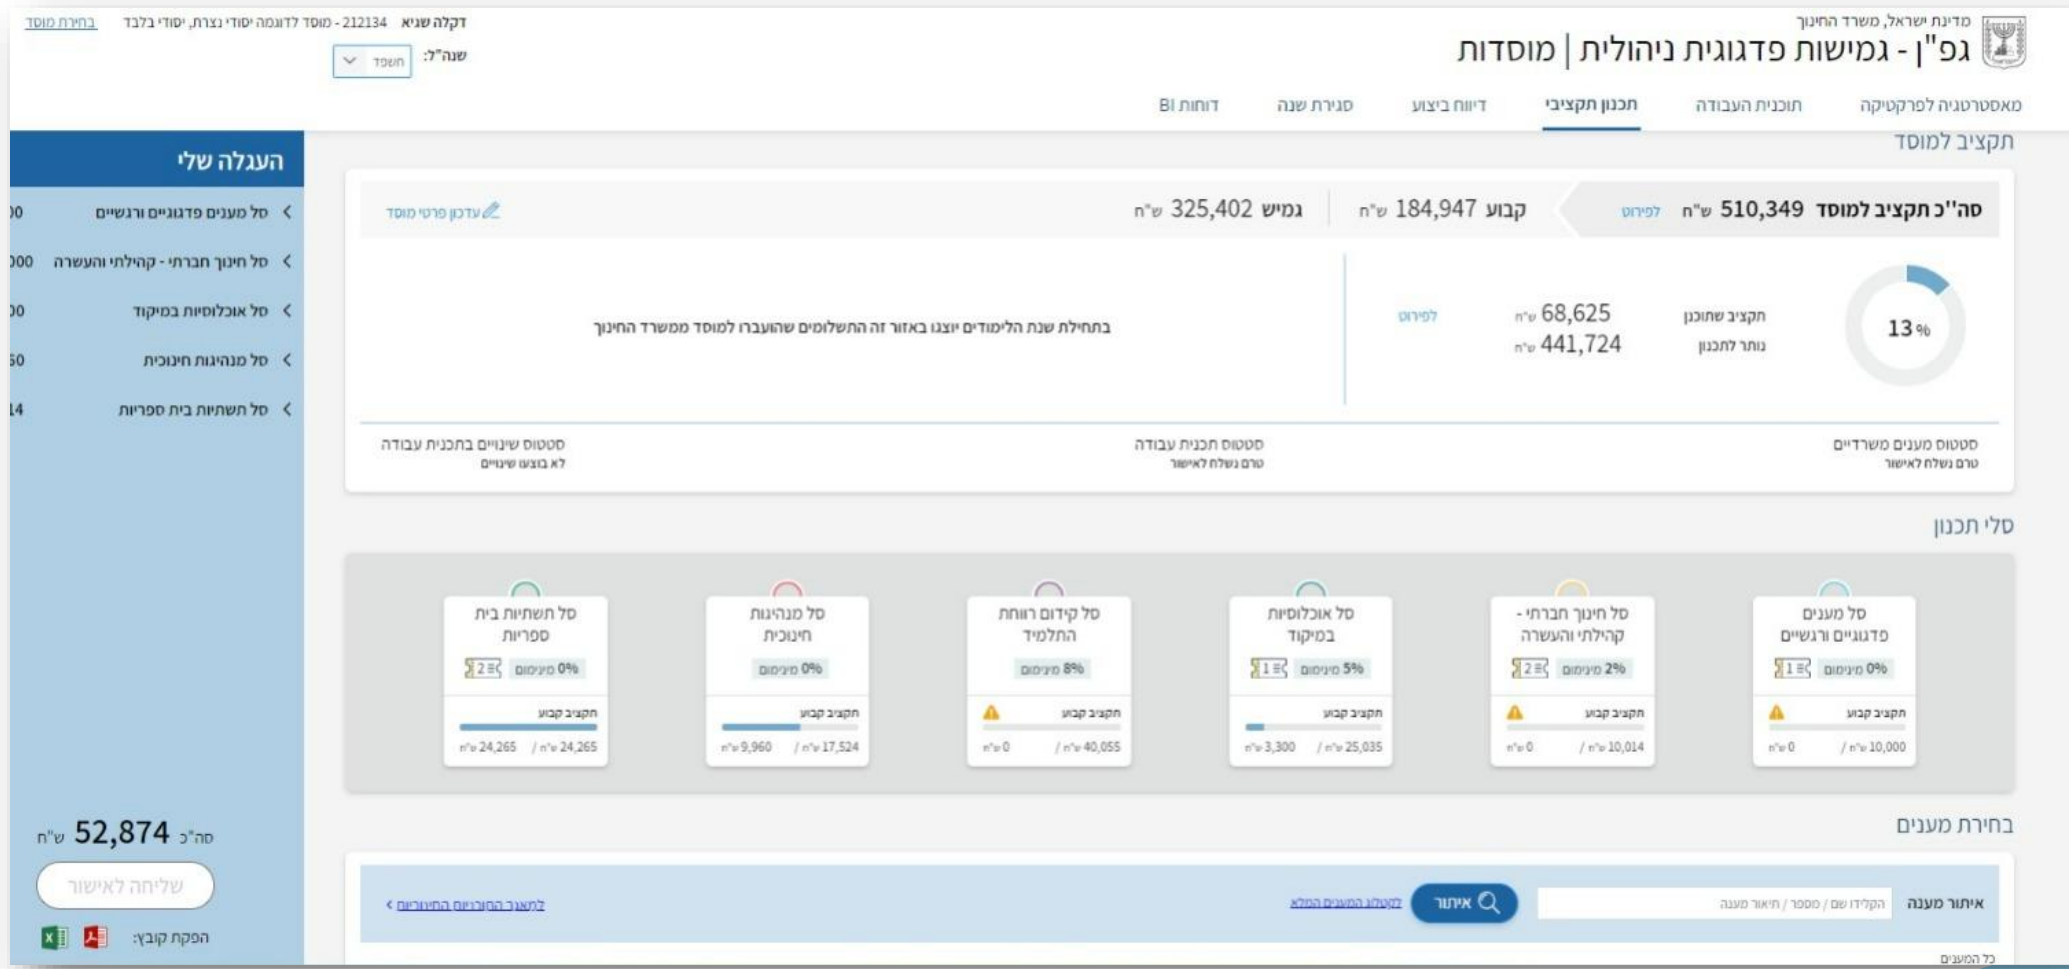 מדינת ישראל, משרד החינוך
גפ"ן - גמישות פדגוגית ניהולית | מוסדות
דקלה שגיא 212134 - מוסד לדוגמה יסודי נצרת, יסודי בלבד בחירת מוסד
שנה"ל: תשפד
מאסטרטגיה לפרקטיקה תוכנית העבודה תכנון תקציבי דיווח ביצוע סגירת שנה דוחות BI
תקציב למוסד
סה''כ תקציב למוסד 510,349 ש"ח לפירוט קבוע 184,947 ש"ח גמיש 325,402 ש"ח עדכון פרטי מוסד
13%
תקציב שתוכנן 68,625 ש"ח לפירוט
נותר לתכנון 441,724 ש"ח
בתחילת שנת הלימודים יוצגו באזור זה התשלומים שהועברו למוסד ממשרד החינוך
סטטוס מענים משרדיים
טרם נשלח לאישור
סטטוס תכנית עבודה
טרם נשלח לאישור
סטטוס שינויים בתכנית עבודה
לא בוצעו שינויים
סלי תכנון
סל מענים
פדגוגיים ורגשיים
0% מינימום 1
תקציב קבוע
10,000 ש"ח / 0 ש"ח
סל חינוך חברתי -
קהילתי והעשרה
2% מינימום 2
תקציב קבוע
10,014 ש"ח / 0 ש"ח
סל אוכלוסיות
במיקוד
5% מינימום 1
תקציב קבוע
25,035 ש"ח / 3,300 ש"ח
סל קידום רווחת
התלמיד
8% מינימום
תקציב קבוע
40,055 ש"ח / 0 ש"ח
סל מנהיגות
חינוכית
0% מינימום
תקציב קבוע
17,524 ש"ח / 9,960 ש"ח
סל תשתיות בית
ספריות
0% מינימום 2
תקציב קבוע
24,265 ש"ח / 24,265 ש"ח
בחירת מענים
איתור מענה הקלידו שם / מספר / תיאור מענה איתור לקטלוג המענים המלא למאגר התוכניות החינוכיות
כל המענים
העגלה שלי
סל מענים פדגוגיים ורגשיים 00
סל חינוך חברתי - קהילתי והעשרה 000
סל אוכלוסיות במיקוד 00
סל מנהיגות חינוכית 60
סל תשתיות בית ספריות 14
סה"כ 52,874 ש"ח
שליחה לאישור
הפקת קובץ: